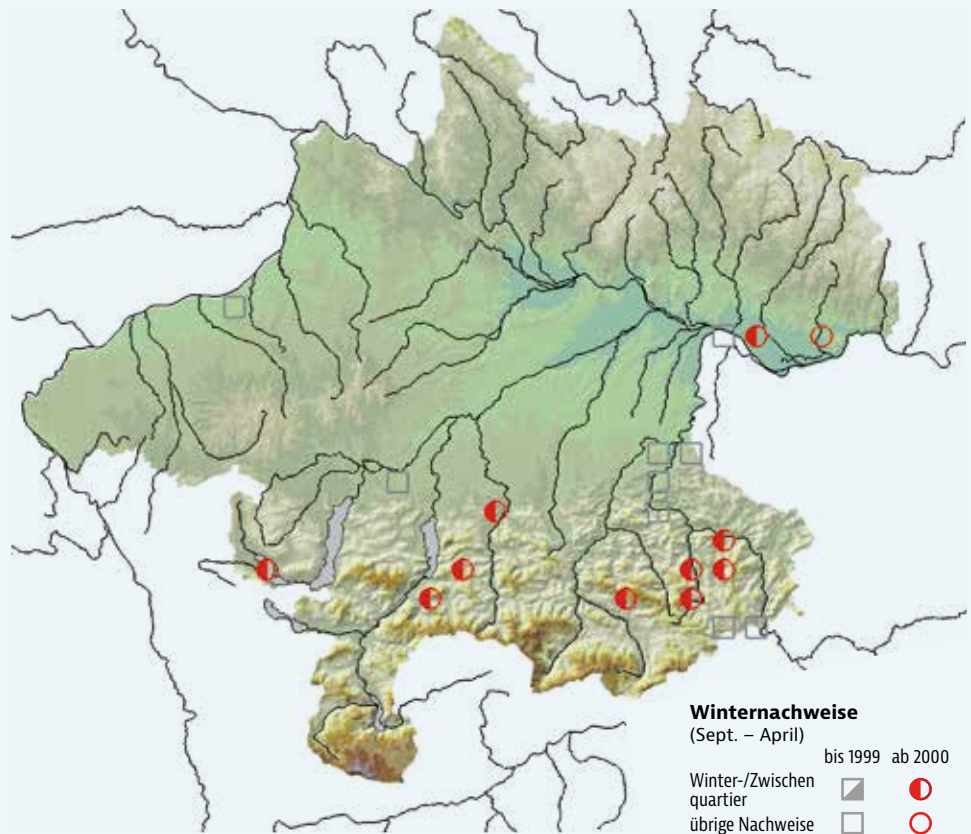 Winternachweise
(Sept. – April)
bis 1999 ab 2000
Winter-/Zwischen
quartier
übrige Nachweise